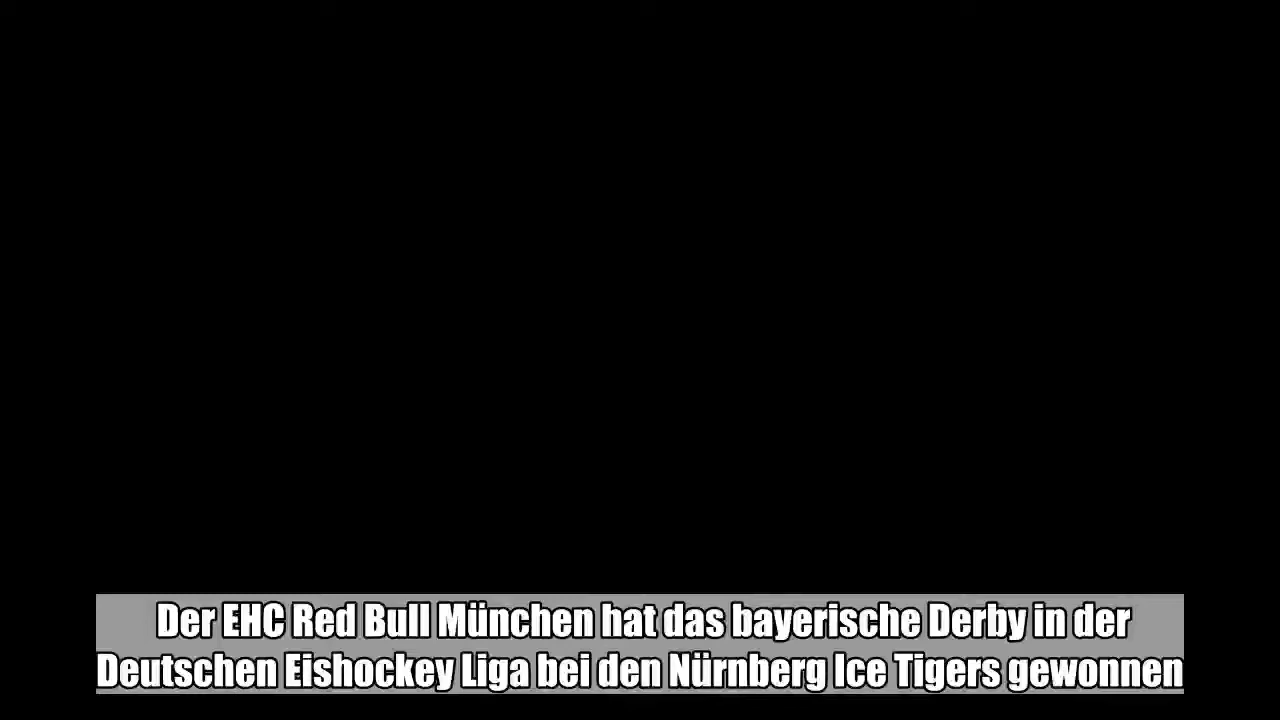 Der EHC Red Bull München hat das bayerische Derby in der
Deutschen Eishockey Liga bei den Nürnberg Ice Tigers gewonnen